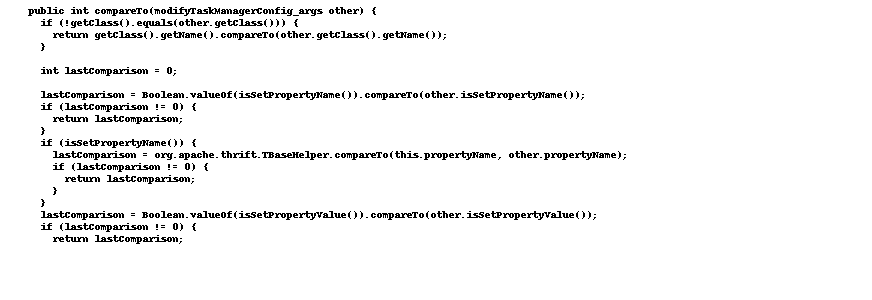 public int compareTo(modifyTaskManagerConfig_args other) {
if (!getClass().equals(other.getClass())) {
return getClass().getName().compareTo(other.getClass().getName());
}
int lastComparison = 0;
lastComparison = Boolean.valueOf(isSetPropertyName()).compareTo(other.isSetPropertyName());
if (lastComparison != 0) {
return lastComparison;
}
if (isSetPropertyName()) {
lastComparison = org.apache.thrift.TBaseHelper.compareTo(this.propertyName, other.propertyName);
if (lastComparison != 0) {
return lastComparison;
}
}
lastComparison = Boolean.valueOf(isSetPropertyValue()).compareTo(other.isSetPropertyValue());
if (lastComparison != 0) {
return lastComparison;